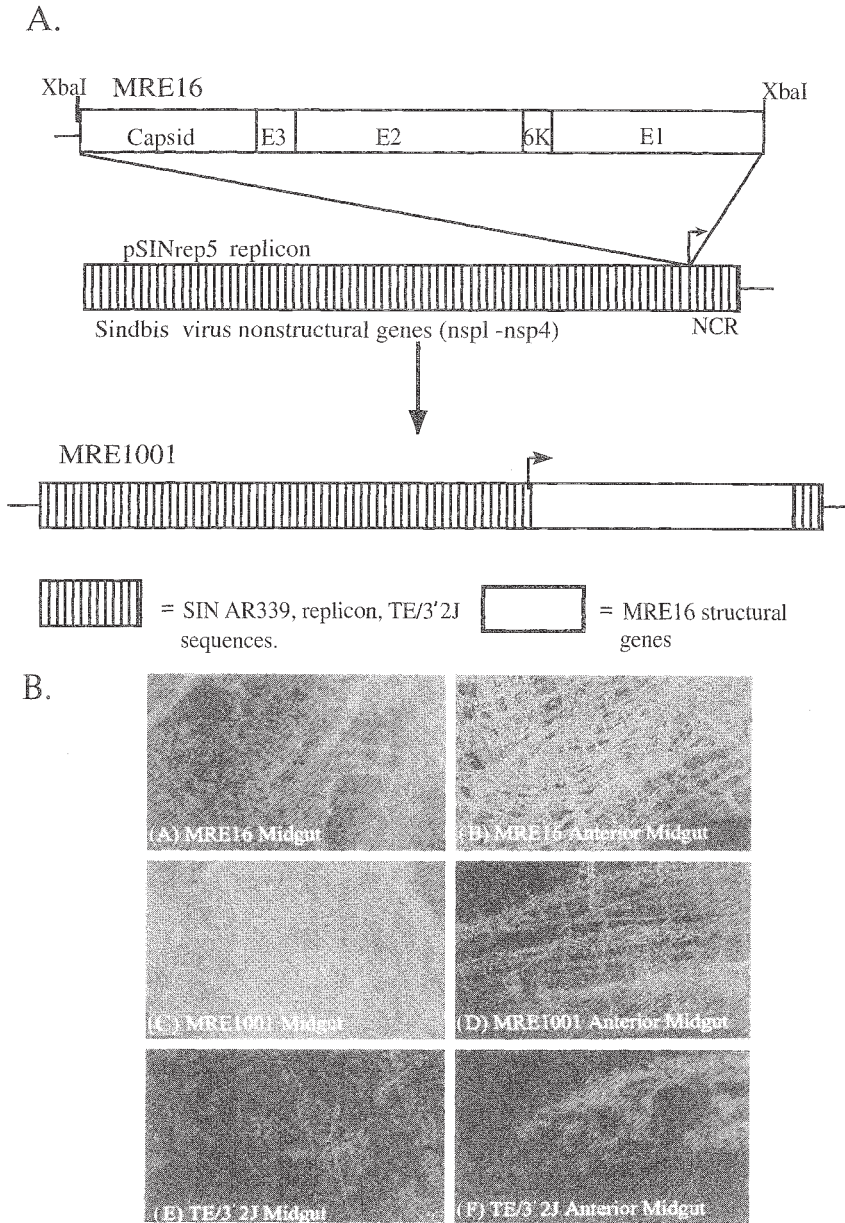 A.
XbaI MRE16 XbaI
Capsid E3 E2 6K E1
pSINrep5 replicon
Sindbis virus nonstructural genes (nspl -nsp4) NCR
MRE1001
= SIN AR339, replicon, TE/3'2J sequences.
= MRE16 structural genes
B.
(A) MRE16 Midgut
(B) MRE16 Anterior Midgut
(C) MRE1001 Midgut
(D) MRE1001 Anterior Midgut
(E) TE/3'2J Midgut
(F) TE/3'2J Anterior Midgut